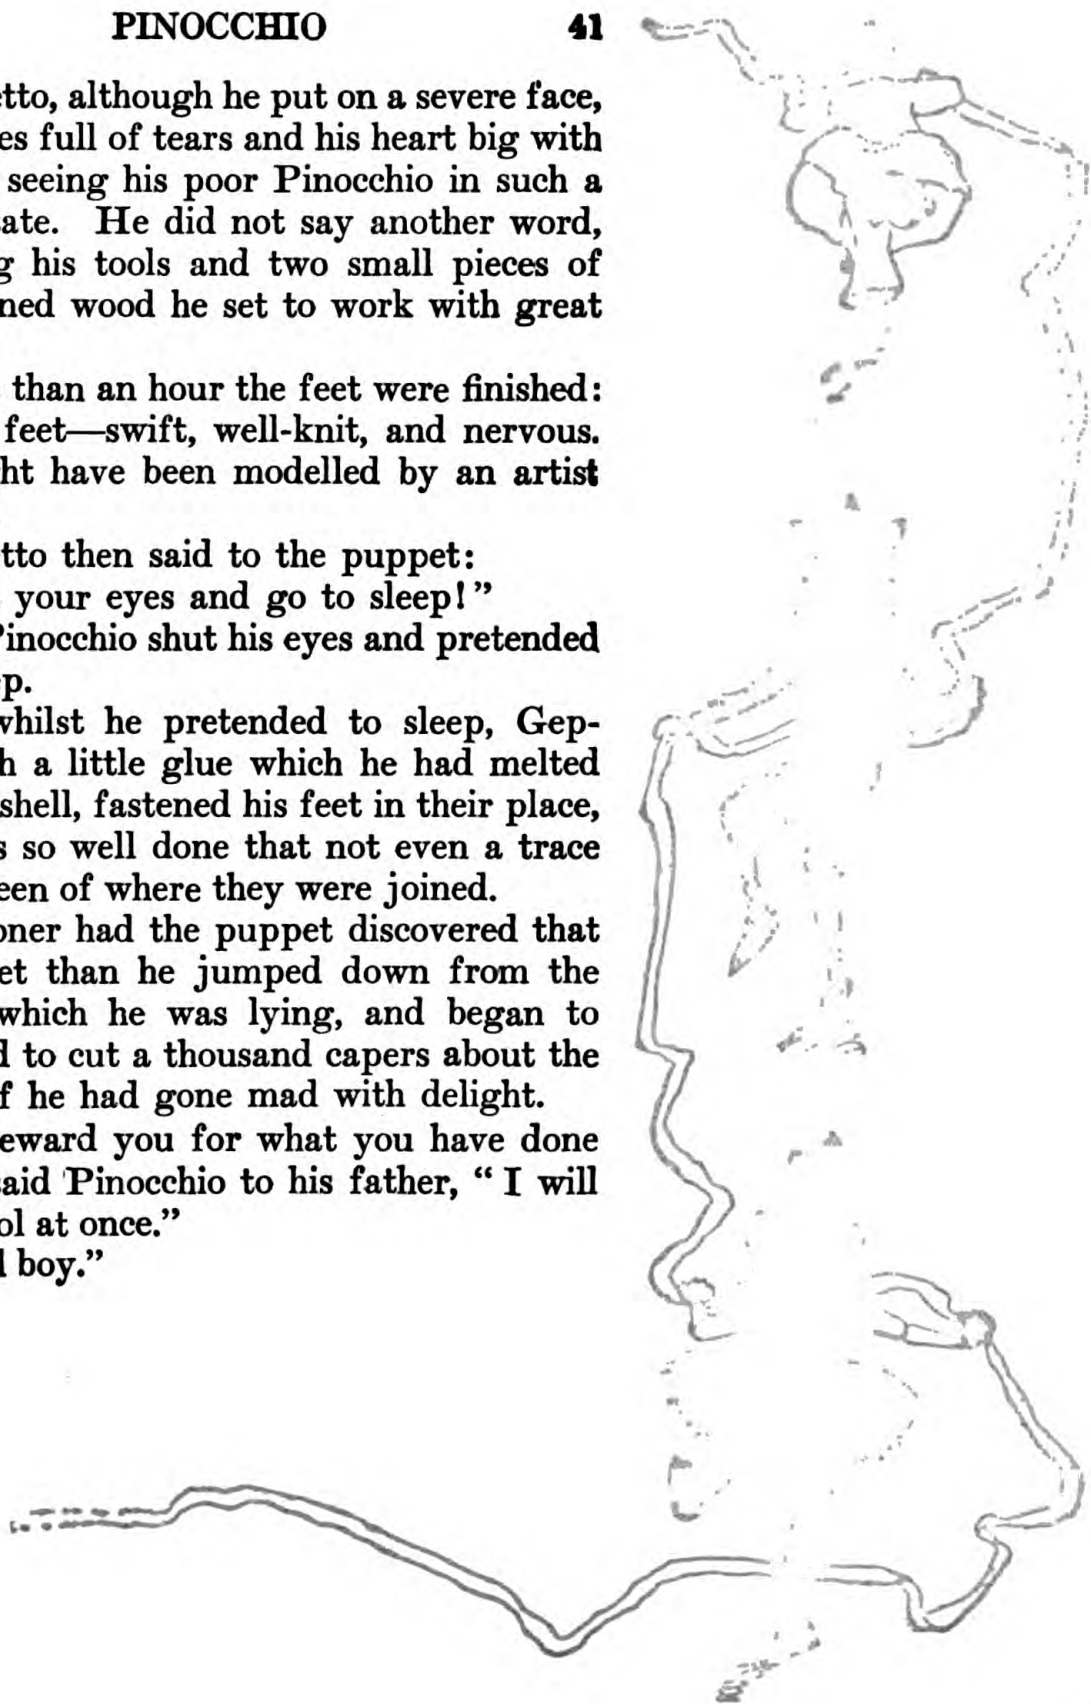 PINOCCHIO 41
etto, although he put on a severe face,
es full of tears and his heart big with
seeing his poor Pinocchio in such a
ate. He did not say another word,
g his tools and two small pieces of
ned wood he set to work with great
than an hour the feet were finished:
feet—swift, well-knit, and nervous.
ht have been modelled by an artist
tto then said to the puppet:
your eyes and go to sleep!”
Pinocchio shut his eyes and pretended
p.
whilst he pretended to sleep, Gep-
h a little glue which he had melted
shell, fastened his feet in their place,
s so well done that not even a trace
een of where they were joined.
oner had the puppet discovered that
et than he jumped down from the
which he was lying, and began to
d to cut a thousand capers about the
f he had gone mad with delight.
eward you for what you have done
said Pinocchio to his father, “ I will
ol at once.”
d boy.”